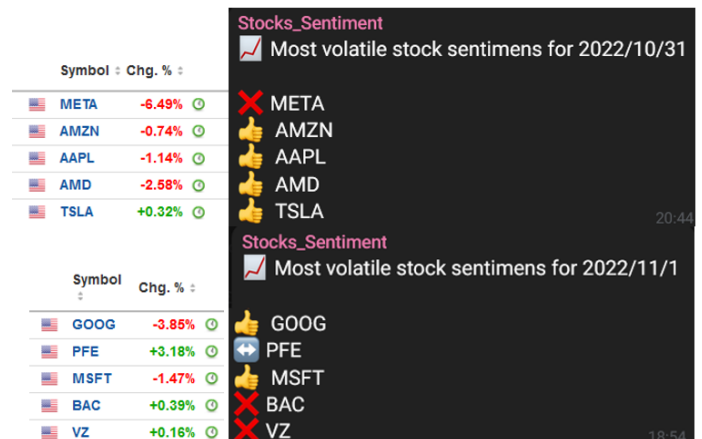 Symbol Chg. %
META -6.49%
AMZN -0.74%
AAPL -1.14%
AMD -2.58%
TSLA +0.32%
Stocks_Sentiment
Most volatile stock sentimens for 2022/10/31
META
AMZN
AAPL
AMD
TSLA
20:44
Symbol Chg. %
GOOG -3.85%
PFE +3.18%
MSFT -1.47%
BAC +0.39%
VZ +0.16%
Stocks_Sentiment
Most volatile stock sentimens for 2022/11/1
GOOG
PFE
MSFT
BAC
VZ
18:54